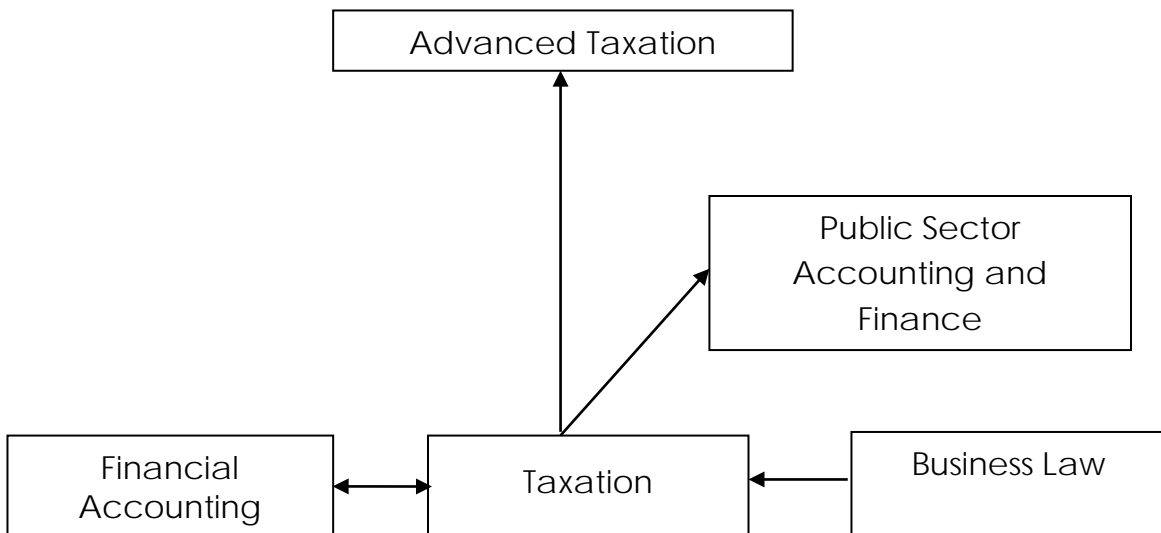 Advanced Taxation
Public Sector
Accounting and
Finance
Financial
Accounting
Taxation
Business Law